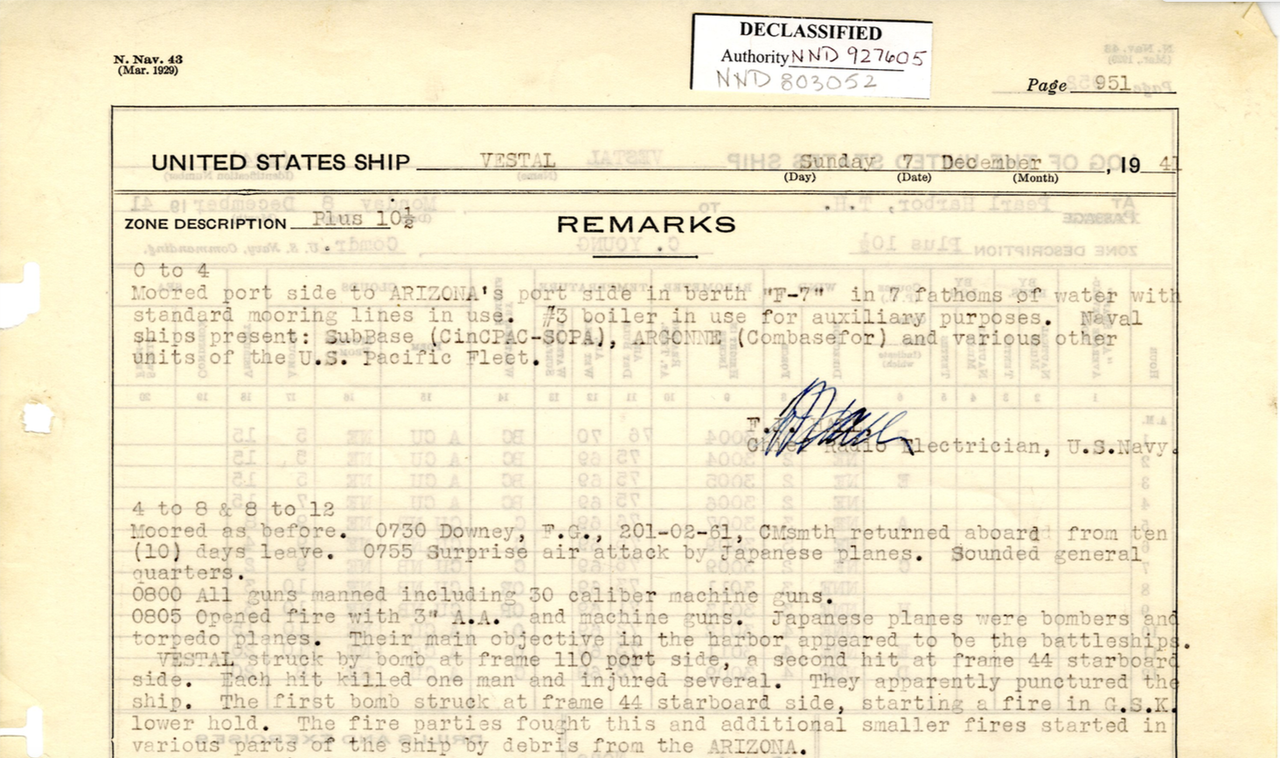 N. Nav. 43
(Mar. 1929)
DECLASSIFIED
Authority NND 927605
NND 803052
Page 951
UNITED STATES SHIP VESTAL Sunday 7 December, 19 41
(Day) (Date) (Month)
ZONE DESCRIPTION Plus 10½
REMARKS
0 to 4
Moored port side to ARIZONA's port side in berth "F-7" in 7 fathoms of water with
standard mooring lines in use. #3 boiler in use for auxiliary purposes. Naval
ships present: SubBase (CinCPAC-SOPA), ARGONNE (Combasefor) and various other
units of the U.S. Pacific Fleet.
F.
Chief Radio Electrician, U.S.Navy.
4 to 8 & 8 to 12
Moored as before. 0730 Downey, F.G., 201-02-61, CMsmth returned aboard from ten
(10) days leave. 0755 Surprise air attack by Japanese planes. Sounded general
quarters.
0800 All guns manned including 30 caliber machine guns.
0805 Opened fire with 3" A.A. and machine guns. Japanese planes were bombers and
torpedo planes. Their main objective in the harbor appeared to be the battleships.
VESTAL struck by bomb at frame 110 port side, a second hit at frame 44 starboard
side. Each hit killed one man and injured several. They apparently punctured the
ship. The first bomb struck at frame 44 starboard side, starting a fire in G.S.K.
lower hold. The fire parties fought this and additional smaller fires started in
various parts of the ship by debris from the ARIZONA.